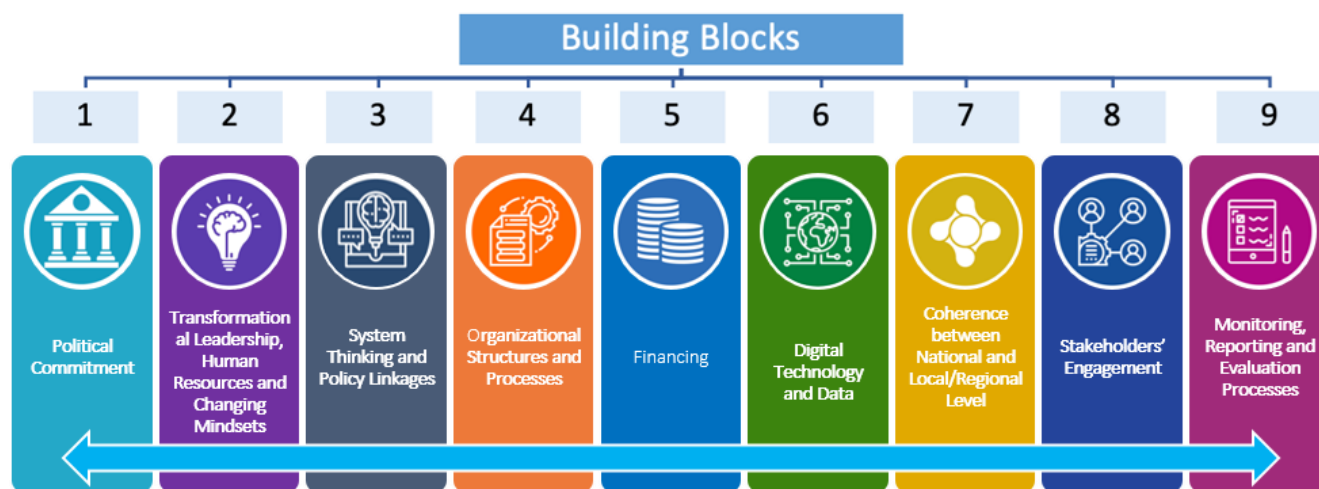 Building Blocks
1
2
3
4
5
6
7
8
9
Political
Commitment
Transformation
al Leadership,
Human
Resources and
Changing
Mindsets
System
Thinking and
Policy Linkages
Organizational
Structures and
Processes
Financing
Digital
Technology
and Data
Coherence
between
National and
Local/Regional
Level
Stakeholders’
Engagement
Monitoring,
Reporting and
Evaluation
Processes